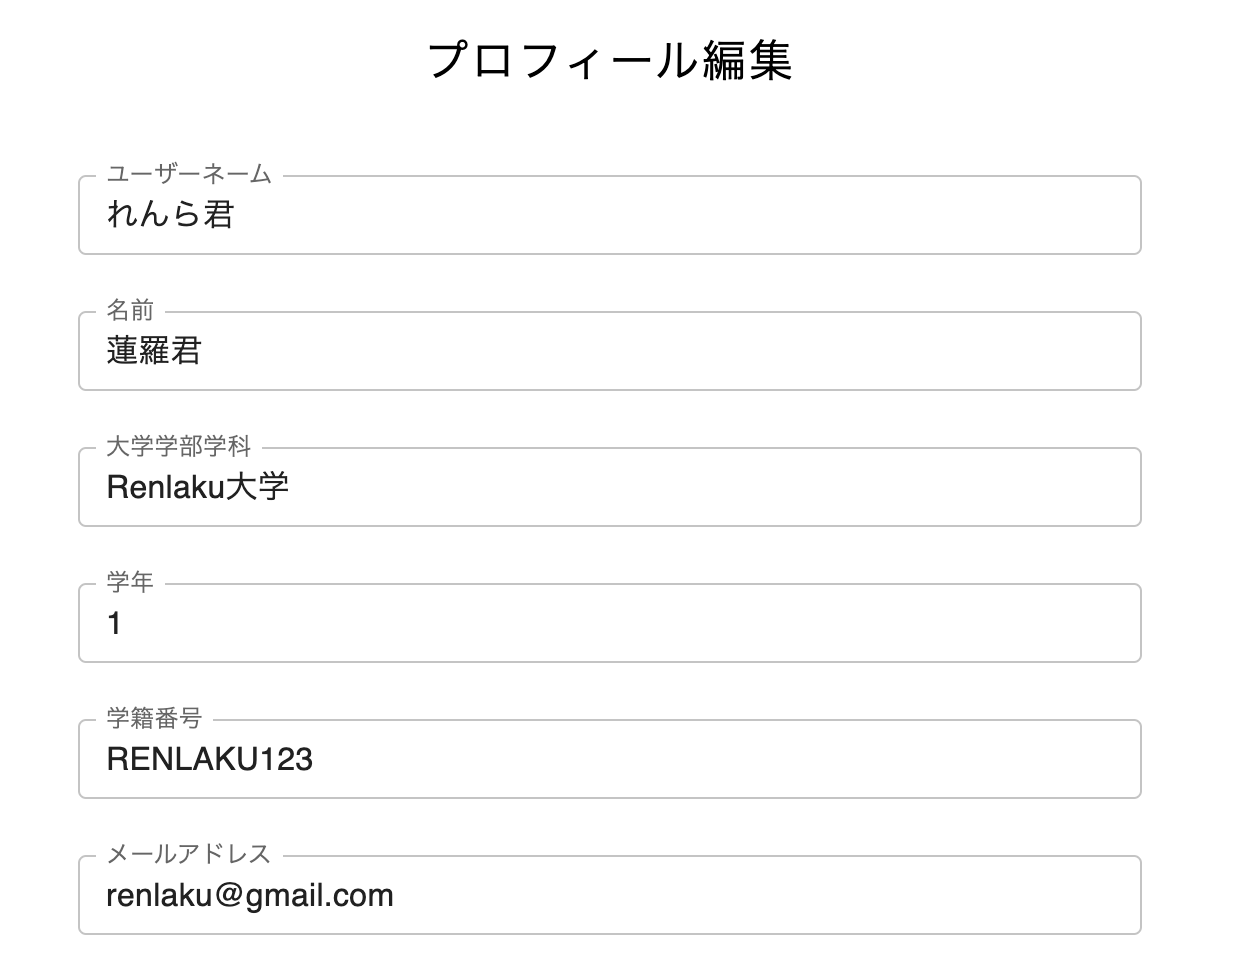 プロフィール編集
ユーザーネーム
れんら君
名前
蓮羅君
大学学部学科
Renlaku大学
学年
1
学籍番号
RENLAKU123
メールアドレス
renlaku@gmail.com